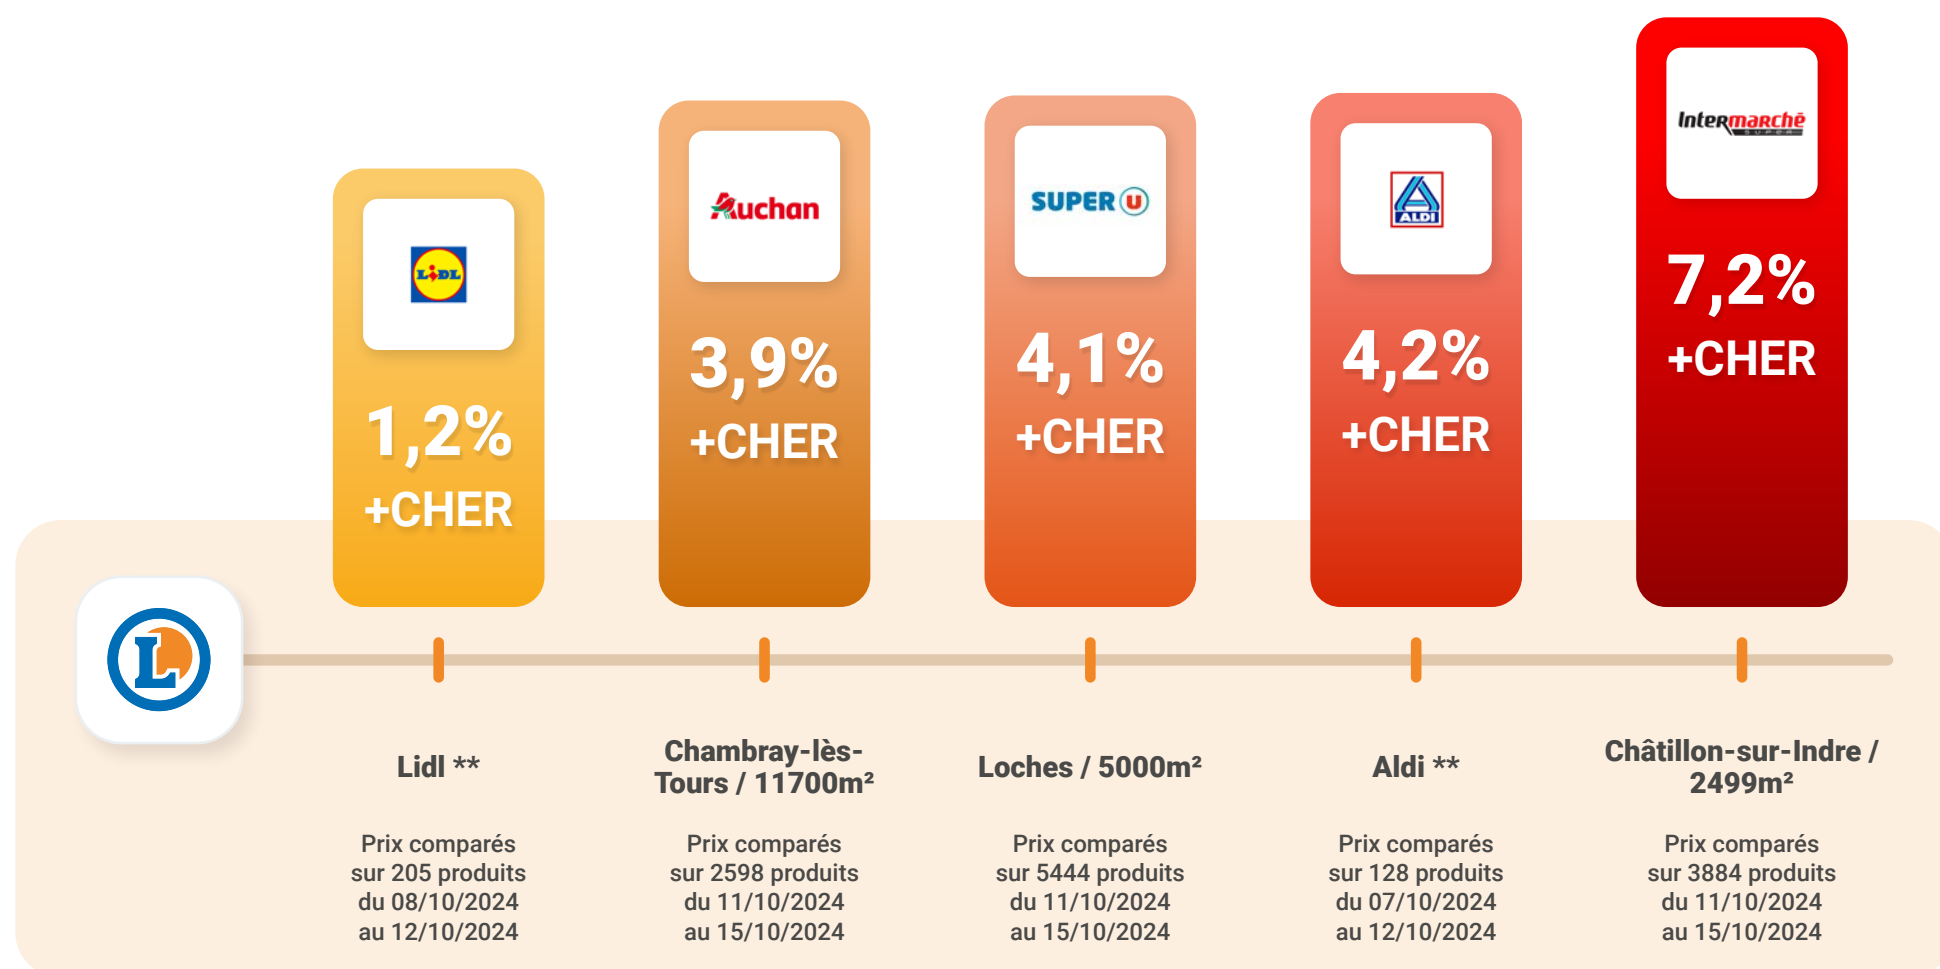 LIDL
1,2%
+CHER
Auchan
3,9%
+CHER
SUPER U
4,1%
+CHER
ALDI
4,2%
+CHER
Intermarchē
SUPER
7,2%
+CHER
L
Lidl **
Prix comparés
sur 205 produits
du 08/10/2024
au 12/10/2024
Chambray-lès-
Tours / 11700m²
Prix comparés
sur 2598 produits
du 11/10/2024
au 15/10/2024
Loches / 5000m²
Prix comparés
sur 5444 produits
du 11/10/2024
au 15/10/2024
Aldi **
Prix comparés
sur 128 produits
du 07/10/2024
au 12/10/2024
Châtillon-sur-Indre /
2499m²
Prix comparés
sur 3884 produits
du 11/10/2024
au 15/10/2024